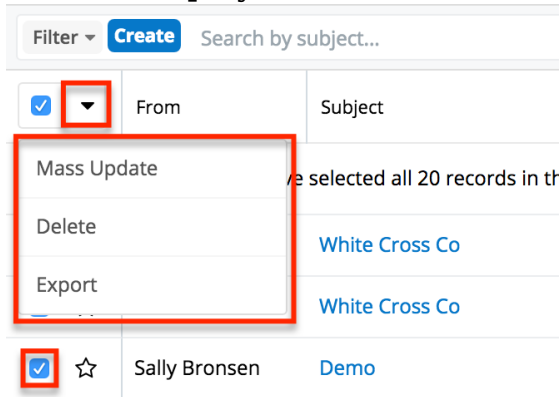 Filter Create Search by subject...
From Subject
Mass Update
selected all 20 records in
Delete
White Cross Co
Export
White Cross Co
Sally Bronsen Demo